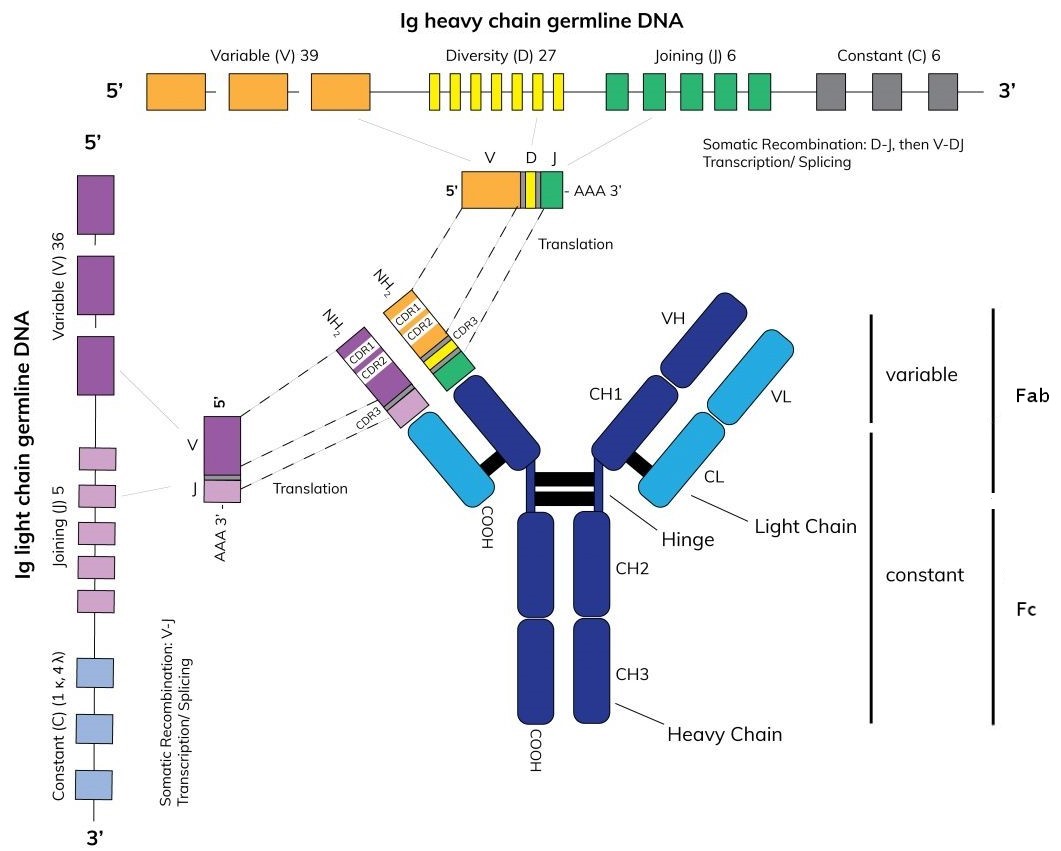 Ig heavy chain germline DNA
Variable (V) 39
Diversity (D) 27
Joining (J) 6
Constant (C) 6
5’
3’
Somatic Recombination: D-J, then V-DJ
Transcription/ Splicing
V
D
J
5’
- AAA 3’
Translation
5’
Ig light chain germline DNA
Variable (V) 36
Joining (J) 5
Constant (C) (1 κ, 4 λ)
3’
Somatic Recombination: V-J
Transcription/ Splicing
5’
V
J
AAA 3’ -
Translation
NH2
CDR1
CDR2
CDR3
NH2
CDR1
CDR2
CDR3
COOH
COOH
VH
VL
CH1
CL
Light Chain
Hinge
CH2
CH3
Heavy Chain
variable
constant
Fab
Fc